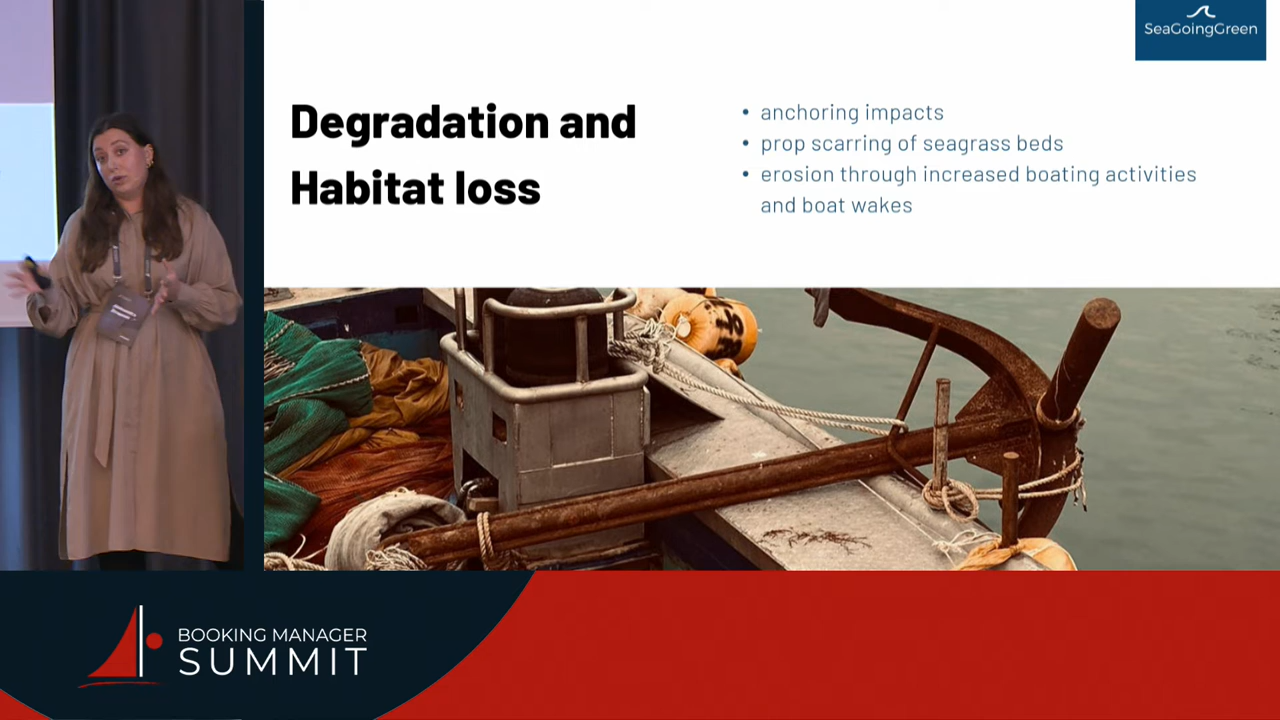 SeaGoingGreen
Degradation and
Habitat loss
• anchoring impacts
• prop scarring of seagrass beds
• erosion through increased boating activities
and boat wakes
BOOKING MANAGER
SUMMIT